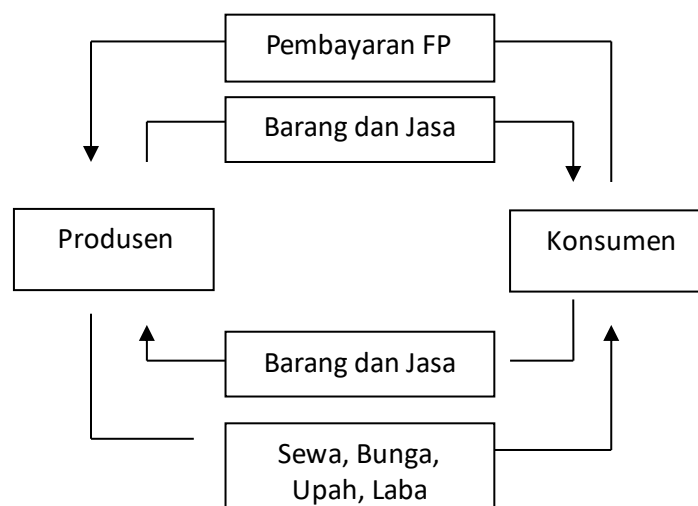 Pembayaran FP
Barang dan Jasa
Produsen
Konsumen
Barang dan Jasa
Sewa, Bunga,
Upah, Laba